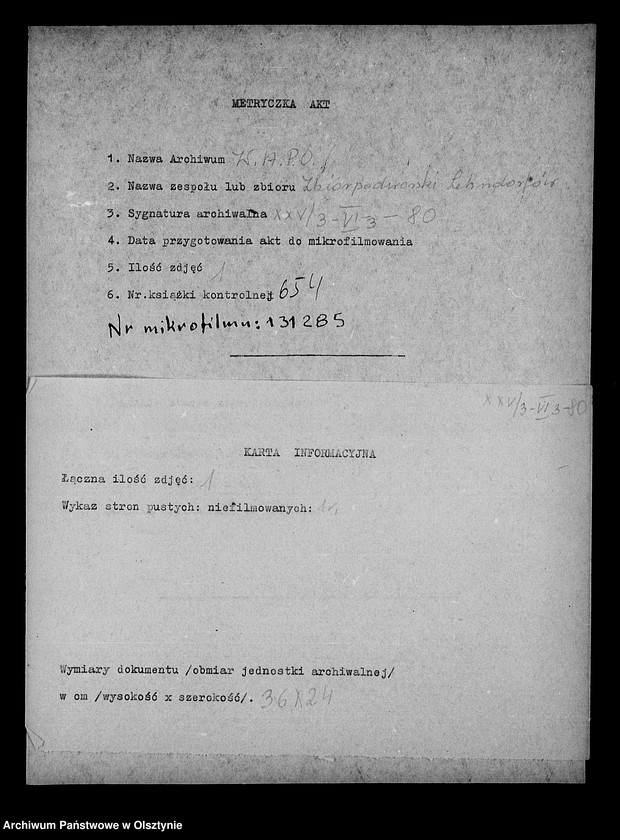 METRYCZKA AKT
1. Nazwa Archiwum W.A.P.O.
2. Nazwa zespołu lub zbioru Zbiór podworski Lehndorfów
3. Sygnatura archiwalna XXV/3-VI-3-80
4. Data przygotowania akt do mikrofilmowania
5. Ilość zdjęć 1
6. Nr.książki kontrolnej 654
Nr mikrofilmu: 131285
XXV/3-VI 3-80
KARTA INFORMACYJNA
Łączna ilość zdjęć: 1
Wykaz stron pustych: niefilmowanych:
Wymiary dokumentu /obmiar jednostki archiwalnej/
w cm /wysokość x szerokość/. 36X24
Archiwum Państwowe w Olsztynie